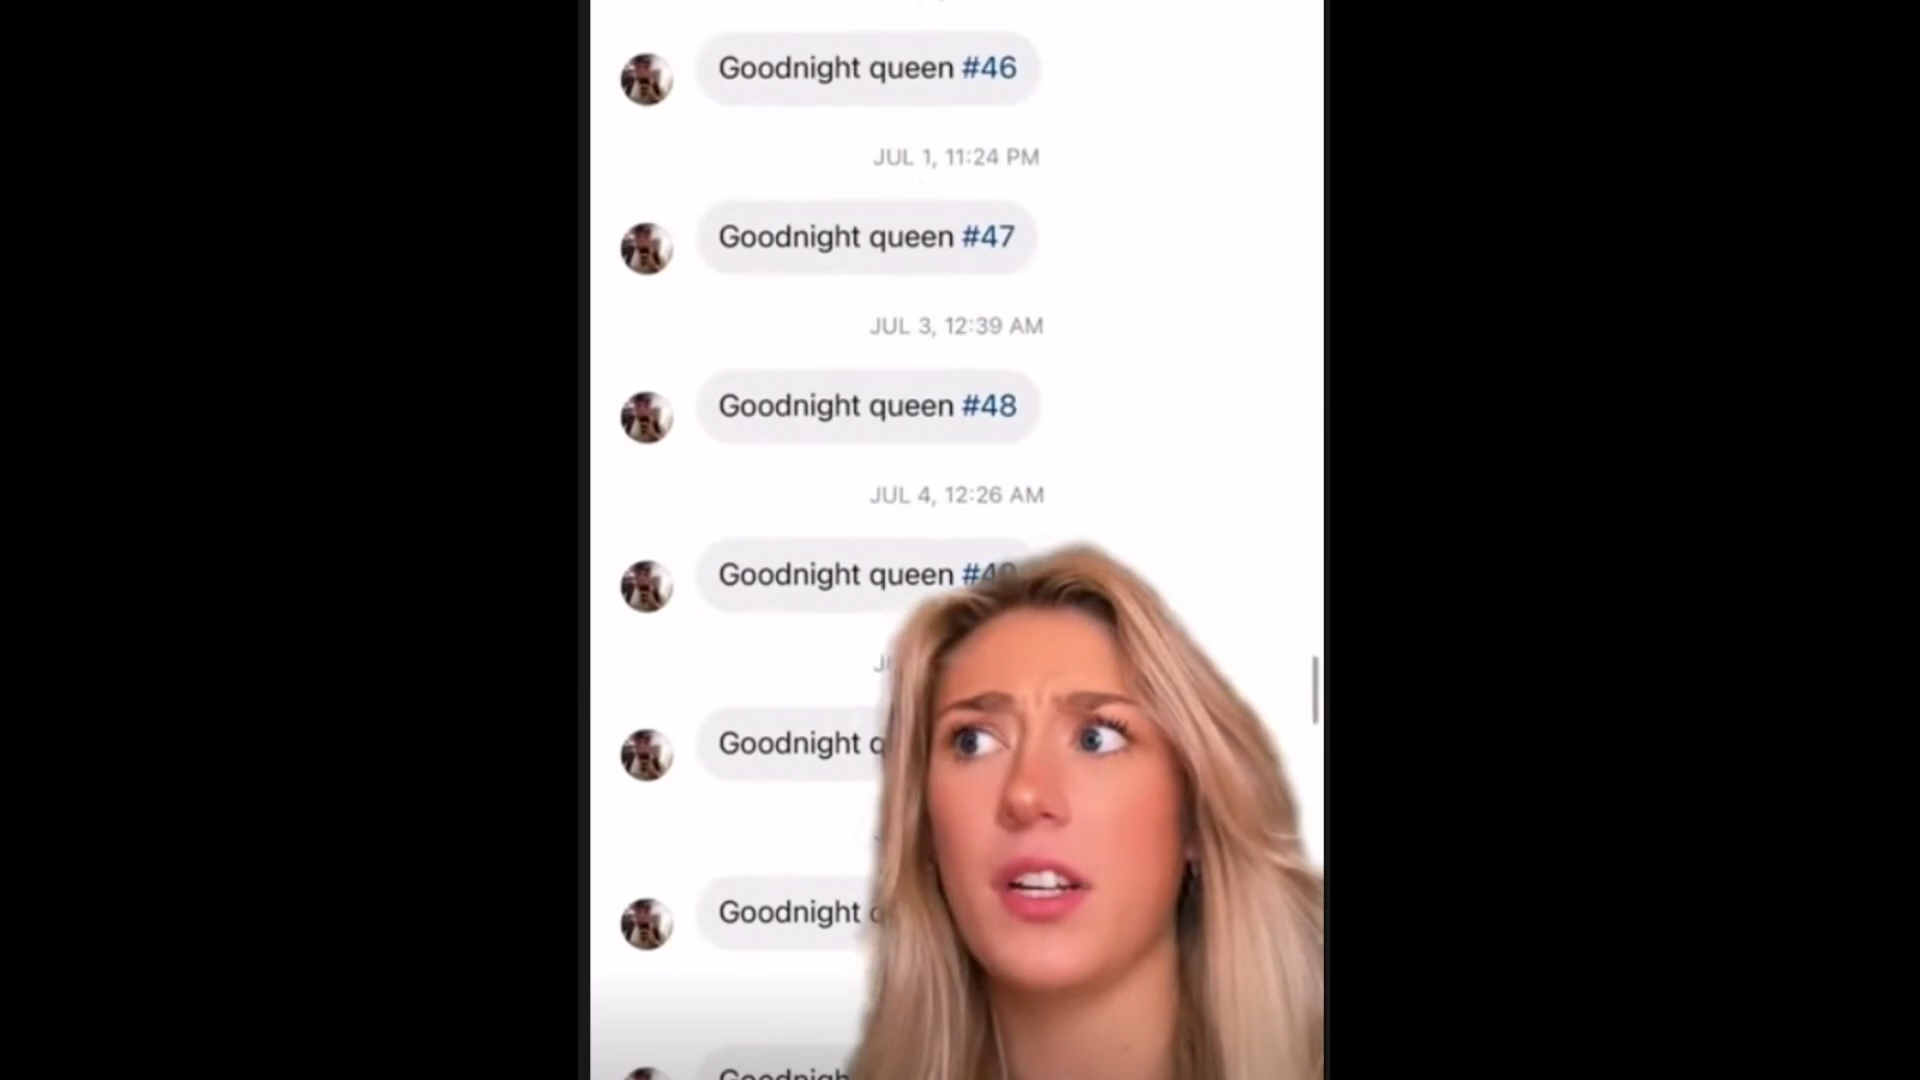 Goodnight queen #46
JUL 1, 11:24 PM
Goodnight queen #47
JUL 3, 12:39 AM
Goodnight queen #48
JUL 4, 12:26 AM
Goodnight queen
Goodnight
Goodnight